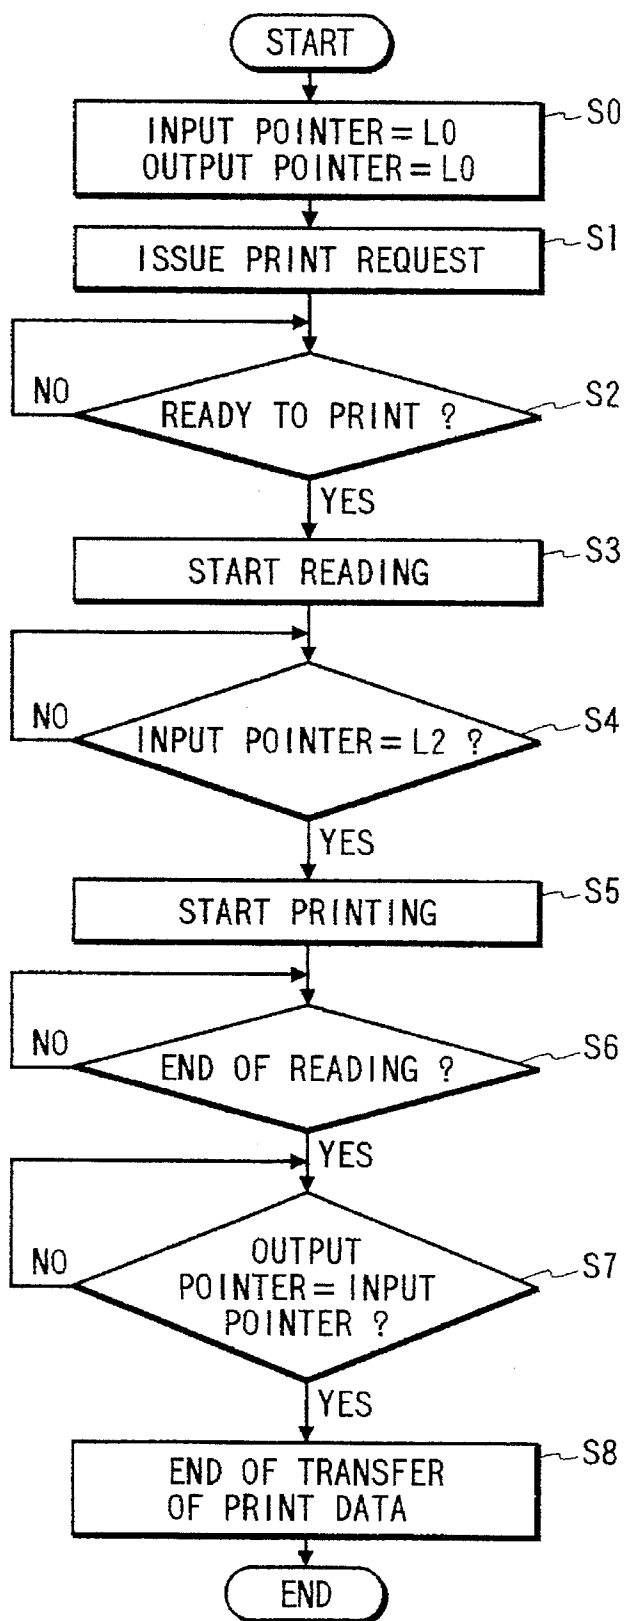 START
INPUT POINTER = L0
OUTPUT POINTER = L0
S0
ISSUE PRINT REQUEST
S1
READY TO PRINT ?
S2
NO
YES
START READING
S3
INPUT POINTER = L2 ?
S4
NO
YES
START PRINTING
S5
END OF READING ?
S6
NO
YES
OUTPUT
POINTER = INPUT
POINTER ?
S7
NO
YES
END OF TRANSFER
OF PRINT DATA
S8
END